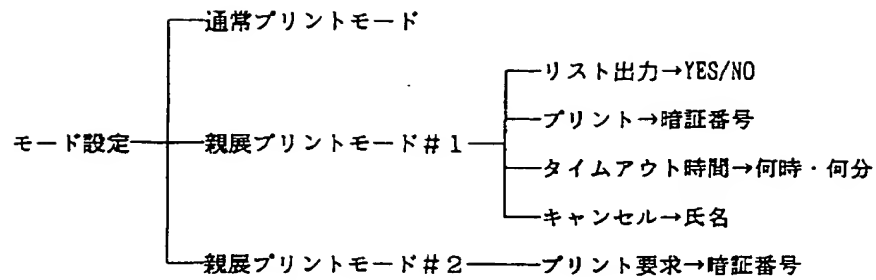 通常プリントモード
リスト出力→YES/NO
プリント→暗証番号
モード設定
親展プリントモード＃１
タイムアウト時間→何時・何分
キャンセル→氏名
親展プリントモード＃２
プリント要求→暗証番号